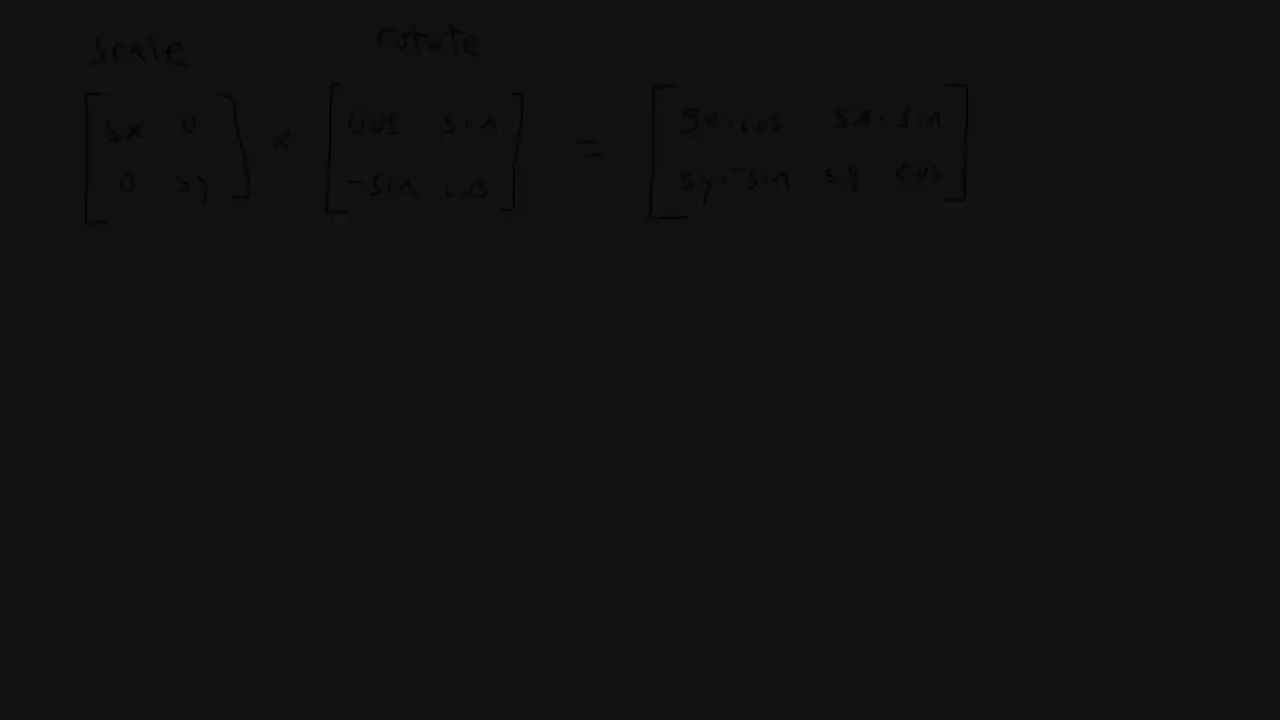 scale rotate
[sx 0] × [cos sin] = [sx·cos sx·sin]
[0 sy] [-sin cos] [sy·-sin sy·cos]